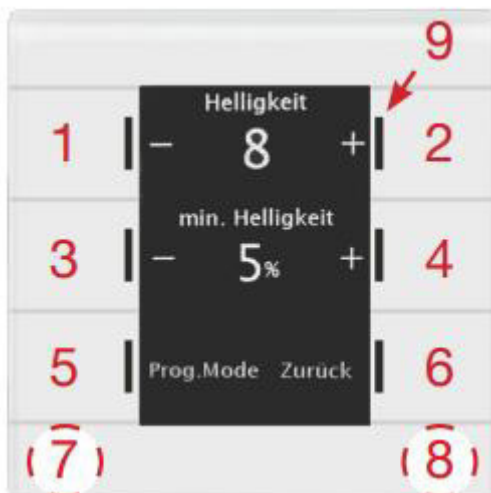 9
Helligkeit
1 − 8 + 2
min. Helligkeit
3 − 5% + 4
5 Prog.Mode Zurück 6
7 8